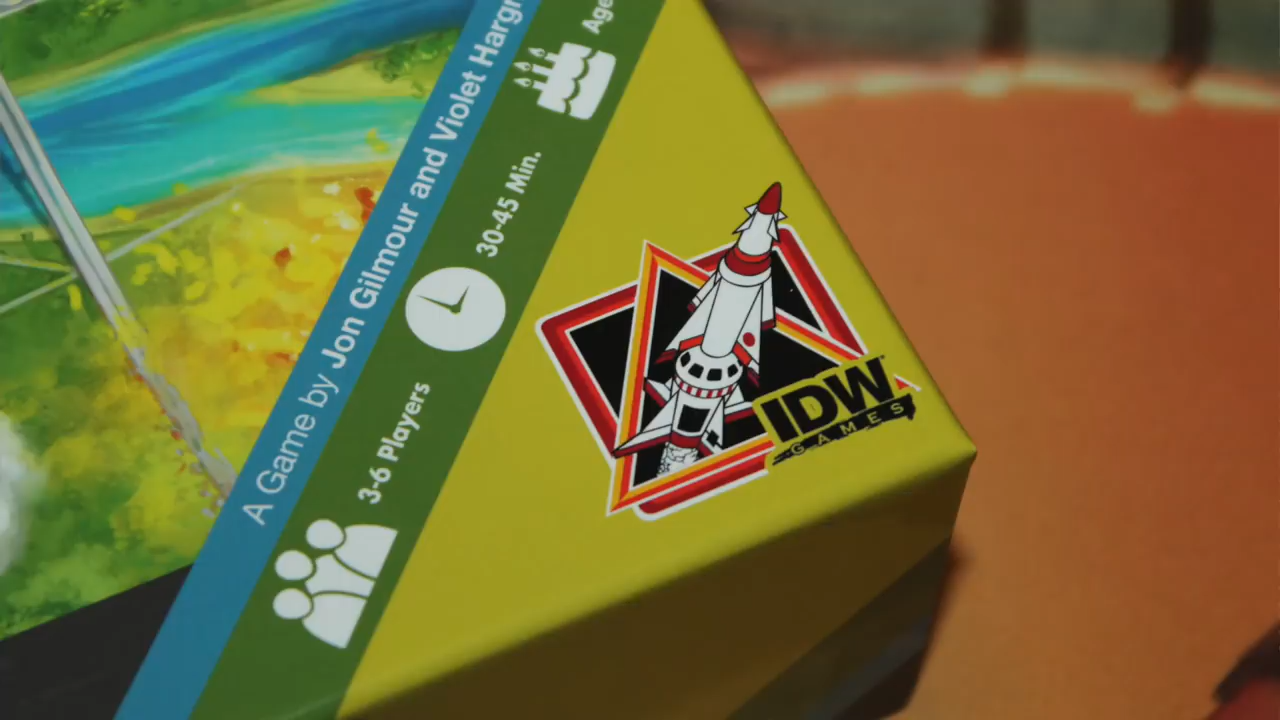 A Game by Jon Gilmour and Violet
3-6 Players
30-45 Min.
IDW
GAMES